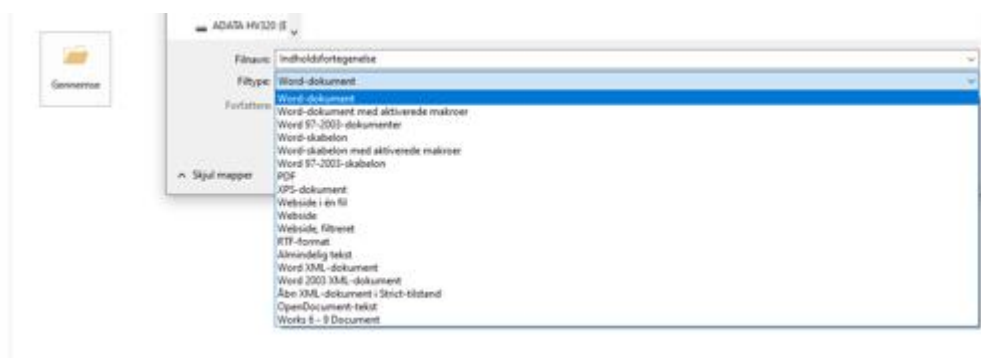 ADATA HV320 (E
Gennemse
Filnavn: Indholdsfortegnelse
Filtype: Word-dokument
Forfattere:
Word-dokument
Word-dokument med aktiverede makroer
Word 97-2003-dokumenter
Word-skabelon
Word-skabelon med aktiverede makroer
Word 97-2003-skabelon
PDF
XPS-dokument
Webside i én fil
Webside
Webside, filtreret
RTF-format
Almindelig tekst
Word XML-dokument
Word 2003 XML-dokument
Åbn XML-dokument i Strict-tilstand
OpenDocument-tekst
Works 6 - 9 Document
Skjul mapper